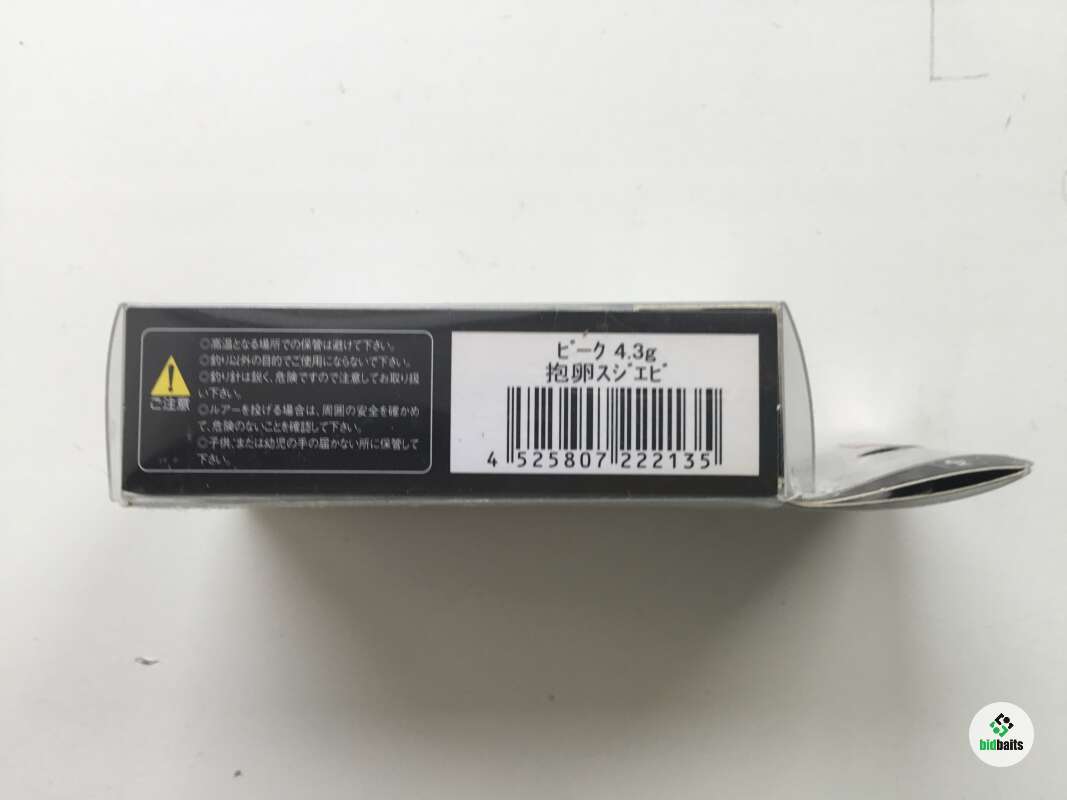 ◎高温となる場所での保管は避けて下さい。
◎釣り以外の目的でご使用にならないで下さい。
◎釣り針は鋭く、危険ですので注意してお取り扱
い下さい。
◎ルアーを投げる場合は、周囲の安全を確かめ
て、危険のないことを確認して下さい。
◎子供、または幼児の手の届かない所に保管して
下さい。
ご注意
ﾋﾟｰｸ 4.3g
抱卵ｽｼﾞｴﾋﾞ
4 525807 222135
bidbaits